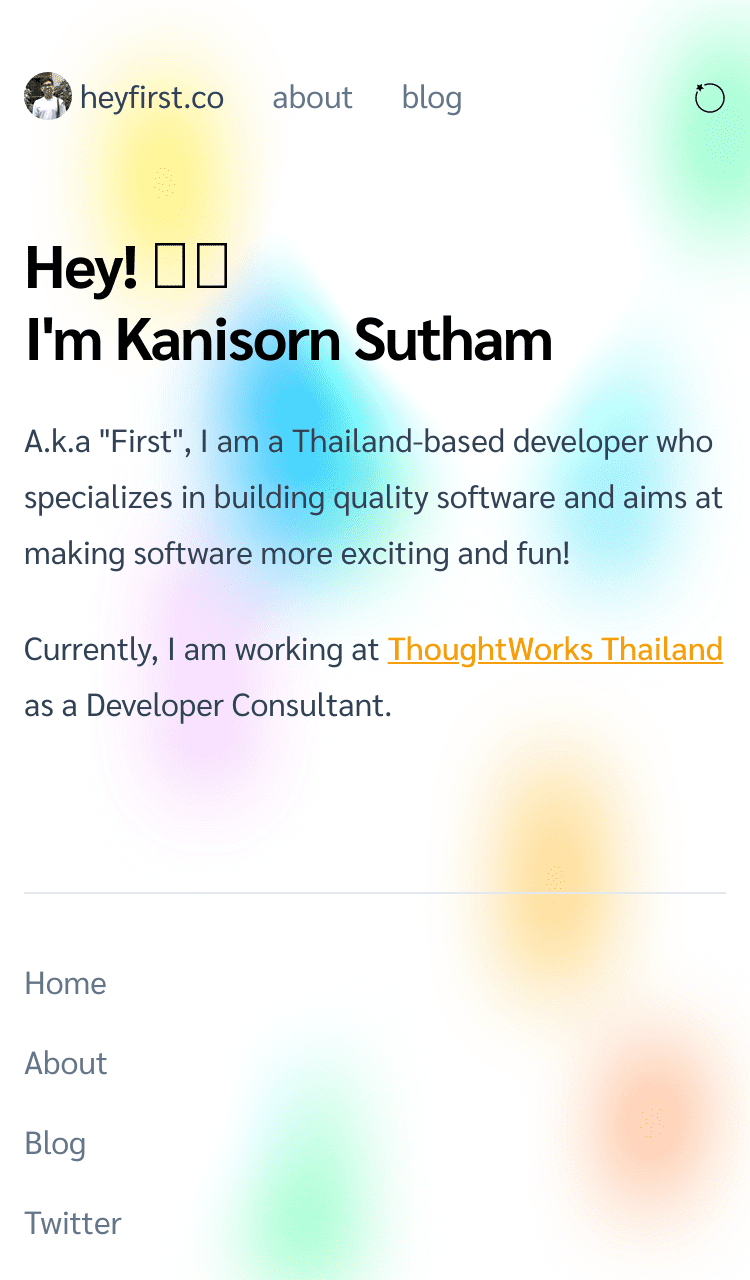 heyfirst.co about blog
Hey!
I'm Kanisorn Sutham
A.k.a "First", I am a Thailand-based developer who
specializes in building quality software and aims at
making software more exciting and fun!
Currently, I am working at ThoughtWorks Thailand
as a Developer Consultant.
Home
About
Blog
Twitter